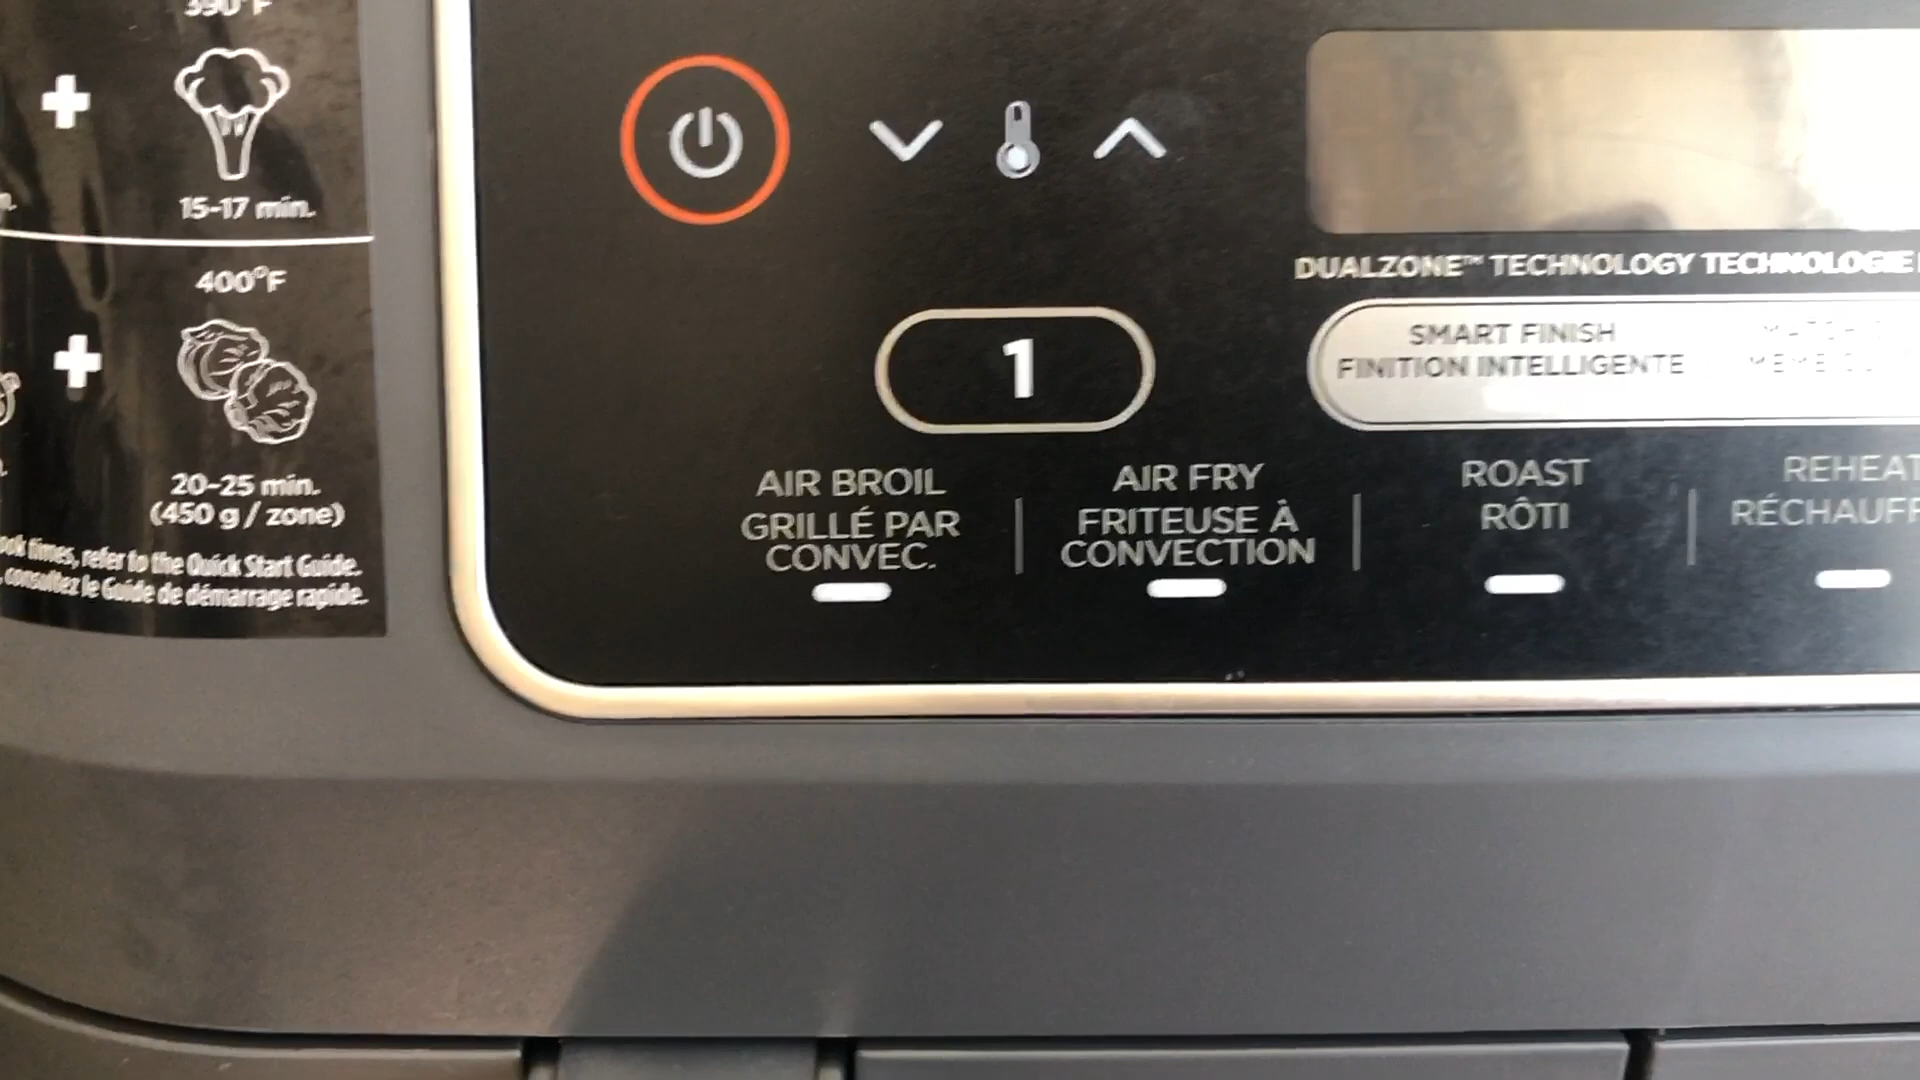 390°F
15-17 min.
400°F
20-25 min.
(450 g / zone)
times, refer to the Quick Start Guide.
consultez le Guide de démarrage rapide.
DUALZONE™ TECHNOLOGY TECHNOLOGIE
1
SMART FINISH
FINITION INTELLIGENTE
AIR BROIL
GRILLÉ PAR
CONVEC.
AIR FRY
FRITEUSE À
CONVECTION
ROAST
RÔTI
REHEAT